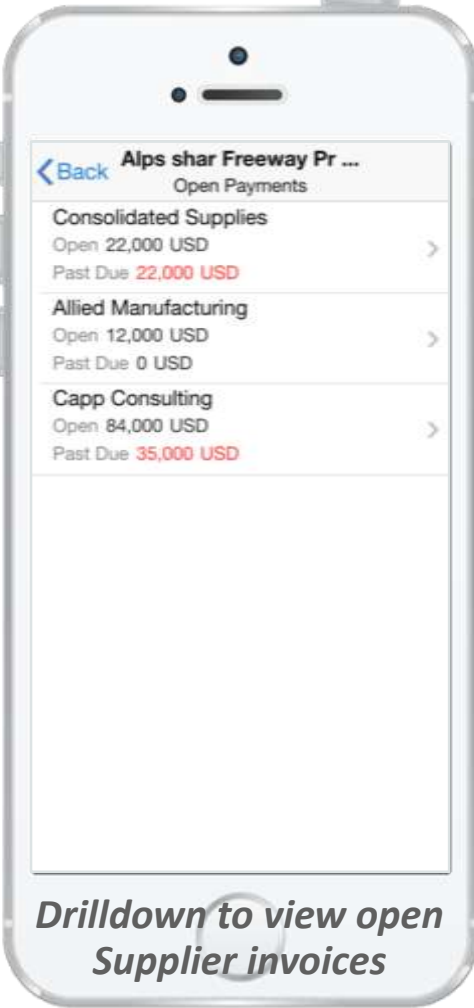 Back
Alps shar Freeway Pr ...
Open Payments
Consolidated Supplies
Open 22,000 USD
Past Due 22,000 USD
Allied Manufacturing
Open 12,000 USD
Past Due 0 USD
Capp Consulting
Open 84,000 USD
Past Due 35,000 USD
Drilldown to view open
Supplier invoices